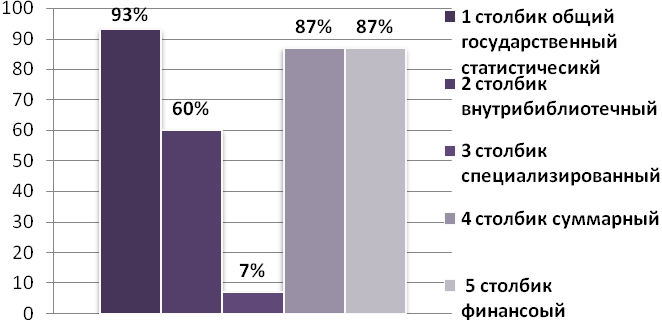 100
90
80
70
60
50
40
30
20
10
0
93%
60%
7%
87%
87%
1 столбик общий
государственный
статистичесикй
2 столбик
внутрибиблиотечный
3 столбик
специализированный
4 столбик суммарный
5 столбик
финансоый